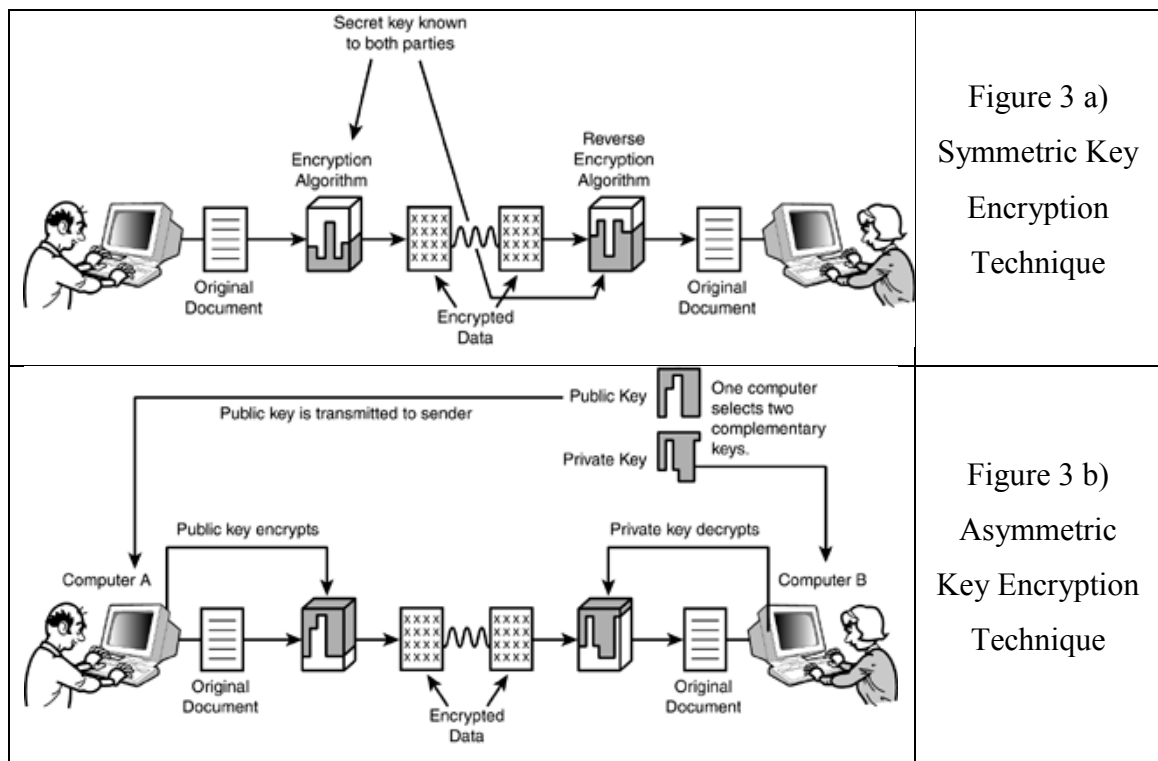 Secret key known
to both parties
Encryption
Algorithm
Reverse
Encryption
Algorithm
XXXX
XXXX
XXXX
XXXX
XXXX
XXXX
XXXX
XXXX
Original
Document
Encrypted
Data
Original
Document
Figure 3 a)
Symmetric Key
Encryption
Technique
Public key is transmitted to sender
Public Key
One computer
selects two
complementary
keys.
Private Key
Public key encrypts
Private key decrypts
Computer A
Computer B
XXXX
XXXX
XXXX
XXXX
XXXX
XXXX
XXXX
XXXX
Original
Document
Encrypted
Data
Original
Document
Figure 3 b)
Asymmetric
Key Encryption
Technique